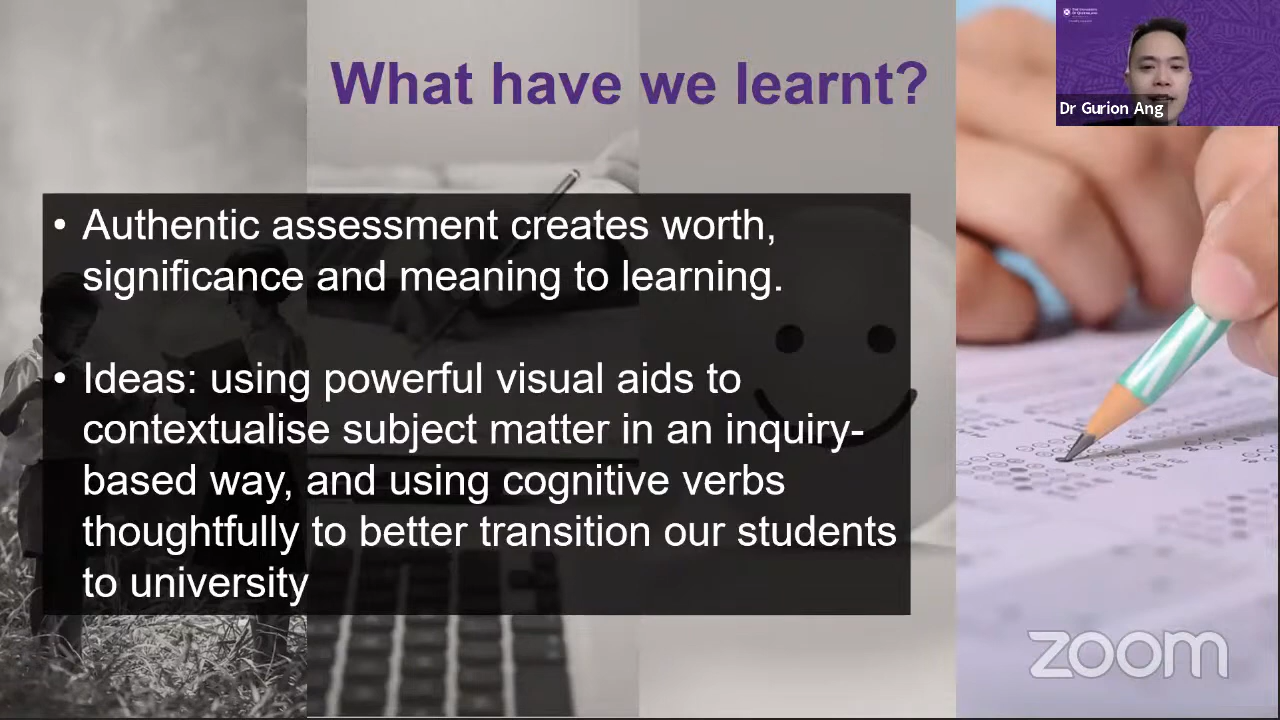 What have we learnt?
Dr Gurion Ang
• Authentic assessment creates worth,
significance and meaning to learning.
• Ideas: using powerful visual aids to
contextualise subject matter in an inquiry-
based way, and using cognitive verbs
thoughtfully to better transition our students
to university
zoom